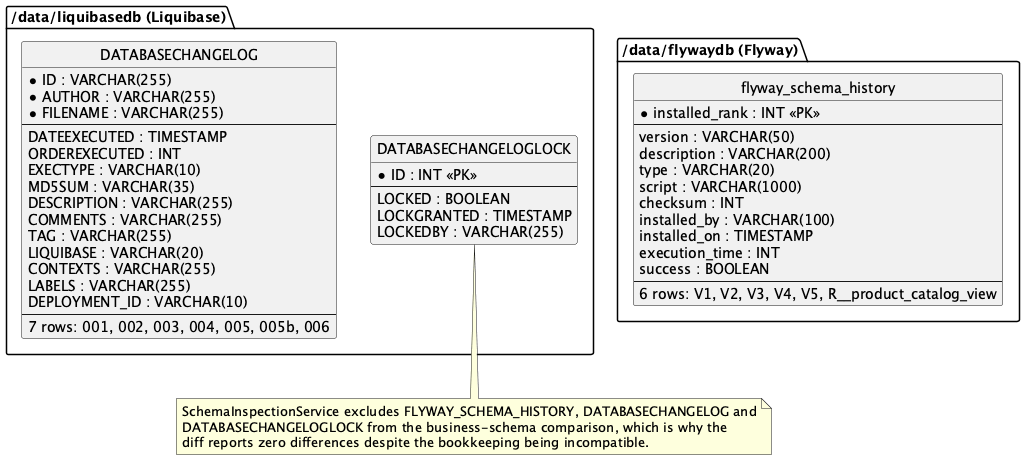 /data/liquibasedb (Liquibase)
DATABASECHANGELOG
• ID : VARCHAR(255)
• AUTHOR : VARCHAR(255)
• FILENAME : VARCHAR(255)
DATEEXECUTED : TIMESTAMP
ORDEREXECUTED : INT
EXECTYPE : VARCHAR(10)
MD5SUM : VARCHAR(35)
DESCRIPTION : VARCHAR(255)
COMMENTS : VARCHAR(255)
TAG : VARCHAR(255)
LIQUIBASE : VARCHAR(20)
CONTEXTS : VARCHAR(255)
LABELS : VARCHAR(255)
DEPLOYMENT_ID : VARCHAR(10)
7 rows: 001, 002, 003, 004, 005, 005b, 006
DATABASECHANGELOGLOCK
• ID : INT «PK»
LOCKED : BOOLEAN
LOCKGRANTED : TIMESTAMP
LOCKEDBY : VARCHAR(255)
/data/flywaydb (Flyway)
flyway_schema_history
• installed_rank : INT «PK»
version : VARCHAR(50)
description : VARCHAR(200)
type : VARCHAR(20)
script : VARCHAR(1000)
checksum : INT
installed_by : VARCHAR(100)
installed_on : TIMESTAMP
execution_time : INT
success : BOOLEAN
6 rows: V1, V2, V3, V4, V5, R__product_catalog_view
SchemaInspectionService excludes FLYWAY_SCHEMA_HISTORY, DATABASECHANGELOG and
DATABASECHANGELOGLOCK from the business-schema comparison, which is why the
diff reports zero differences despite the bookkeeping being incompatible.